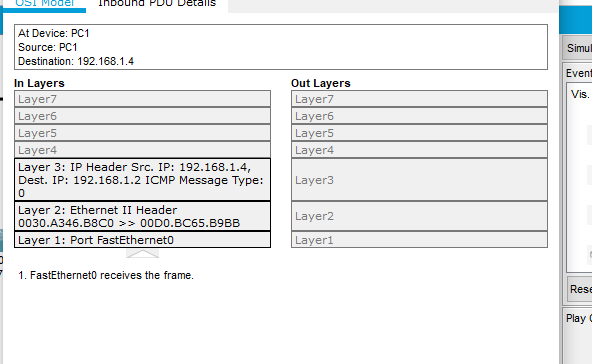 OSI Model
Inbound PDU Details
At Device: PC1
Source: PC1
Destination: 192.168.1.4
In Layers
Out Layers
Layer7
Layer7
Layer6
Layer6
Layer5
Layer5
Layer4
Layer4
Layer 3: IP Header Src. IP: 192.168.1.4,
Dest. IP: 192.168.1.2 ICMP Message Type:
0
Layer3
Layer 2: Ethernet II Header
0030.A346.B8C0 >> 00D0.BC65.B9BB
Layer2
Layer 1: Port FastEthernet0
Layer1
1. FastEthernet0 receives the frame.
Simul
Event
Vis.
Rese
Play